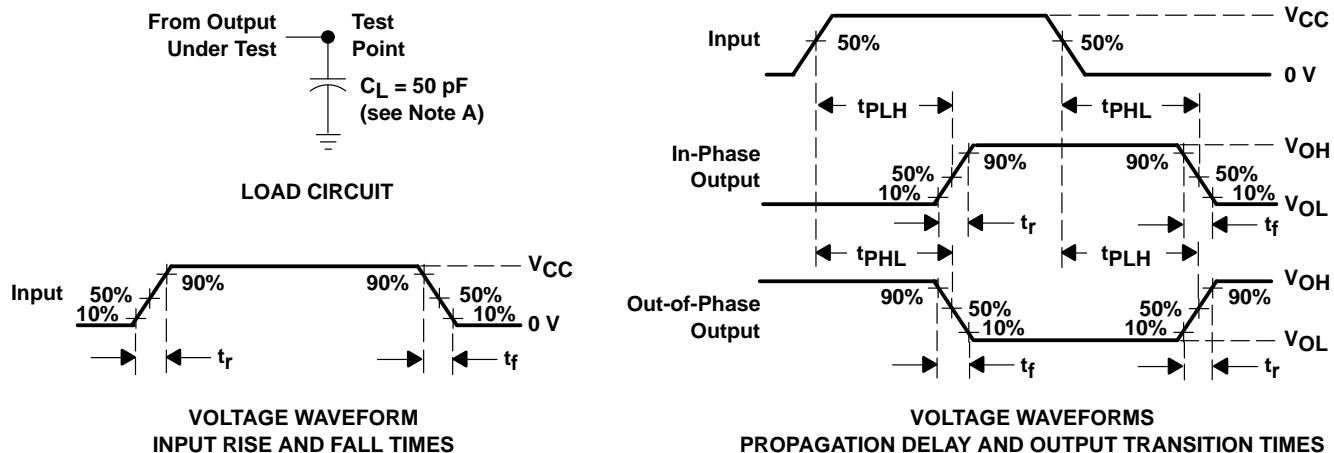 From Output
Under Test
Test
Point
CL = 50 pF
(see Note A)
LOAD CIRCUIT
Input
50%
10%
90%
90%
50%
10%
VCC
0 V
tr
tf
VOLTAGE WAVEFORM
INPUT RISE AND FALL TIMES
Input
50%
50%
VCC
0 V
tPLH
tPHL
In-Phase
Output
50%
10%
90%
90%
50%
10%
VOH
VOL
tr
tf
tPHL
tPLH
Out-of-Phase
Output
90%
50%
10%
50%
10%
90%
VOH
VOL
tf
tr
VOLTAGE WAVEFORMS
PROPAGATION DELAY AND OUTPUT TRANSITION TIMES